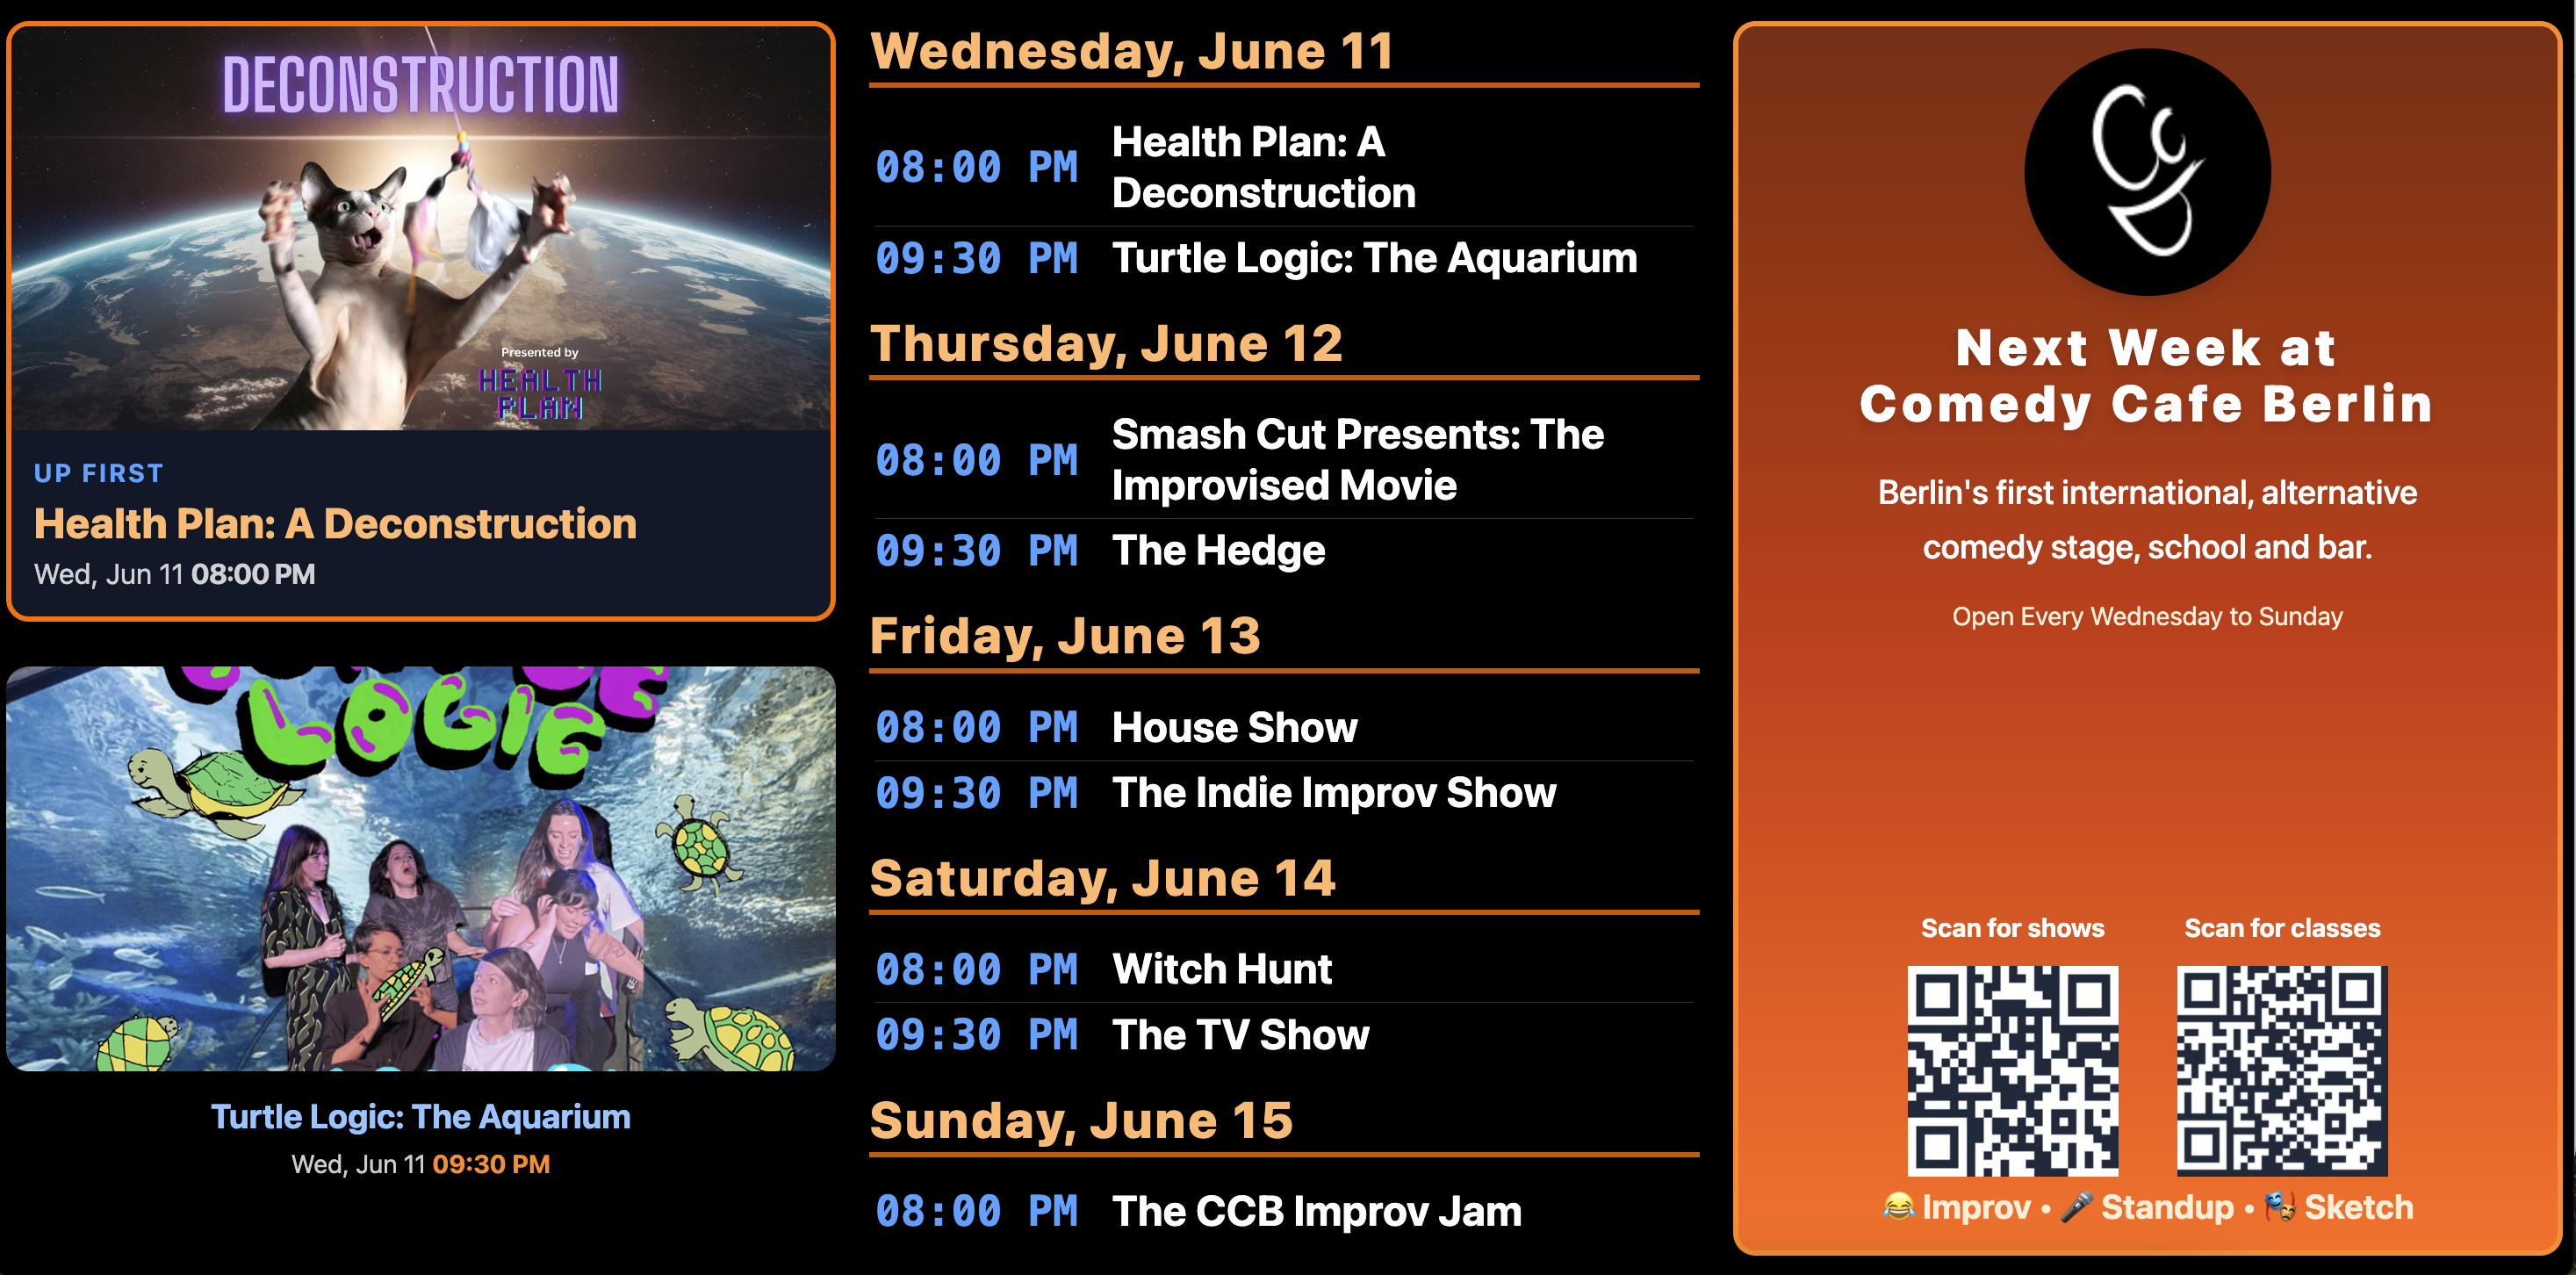 DECONSTRUCTION
Presented by
HEALTH
PLAN
UP FIRST
Health Plan: A Deconstruction
Wed, Jun 11 08:00 PM
LOGIC
Turtle Logic: The Aquarium
Wed, Jun 11 09:30 PM
Wednesday, June 11
08:00 PM Health Plan: A
Deconstruction
09:30 PM Turtle Logic: The Aquarium
Thursday, June 12
08:00 PM Smash Cut Presents: The
Improvised Movie
09:30 PM The Hedge
Friday, June 13
08:00 PM House Show
09:30 PM The Indie Improv Show
Saturday, June 14
08:00 PM Witch Hunt
09:30 PM The TV Show
Sunday, June 15
08:00 PM The CCB Improv Jam
Next Week at
Comedy Cafe Berlin
Berlin's first international, alternative
comedy stage, school and bar.
Open Every Wednesday to Sunday
Scan for shows
Scan for classes
😂 Improv • 🎤 Standup • 🎭 Sketch